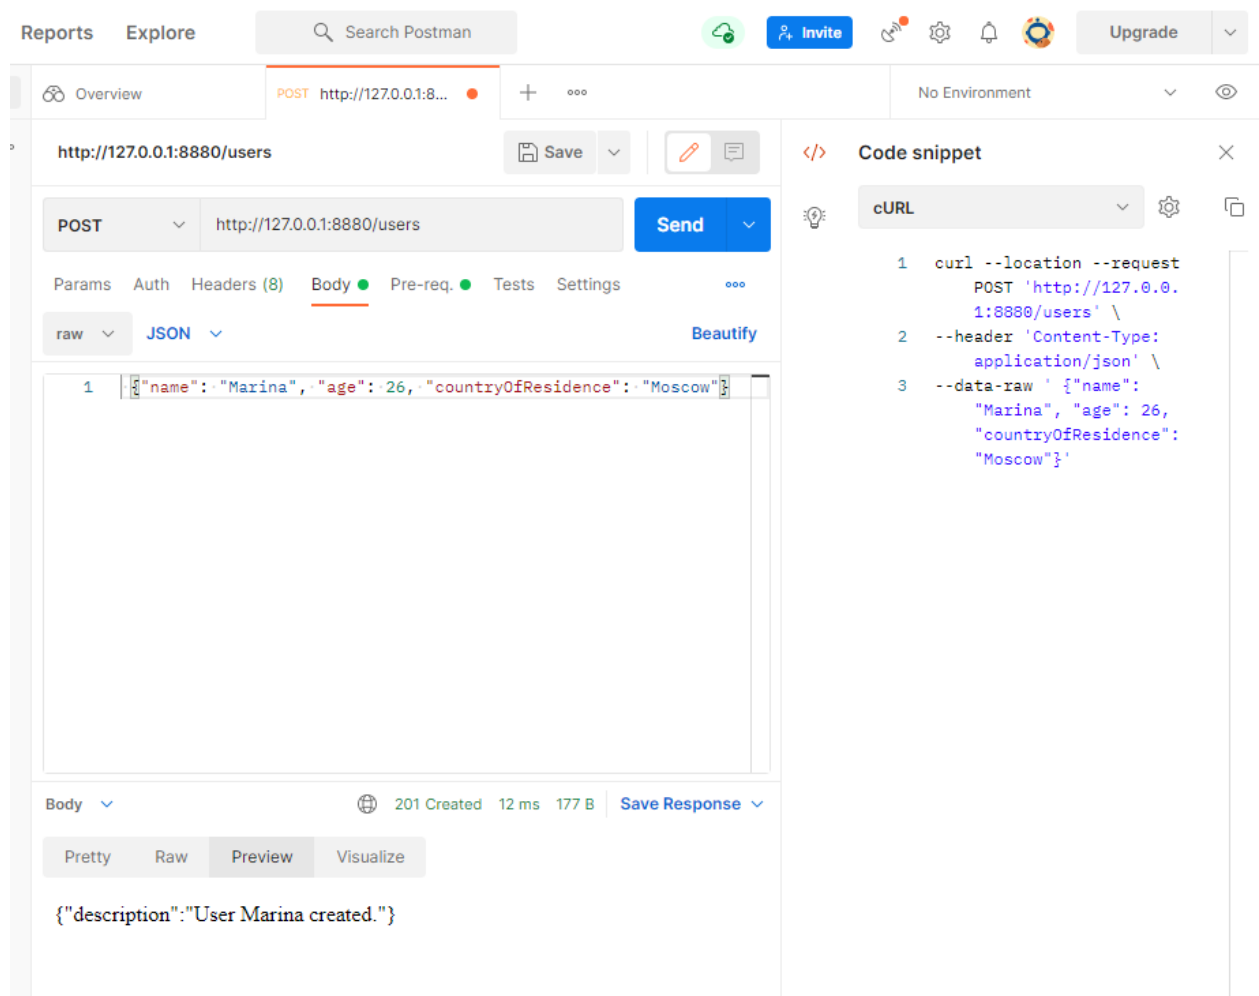 Reports Explore Search Postman Invite Upgrade
Overview POST http://127.0.0.1:8... No Environment
http://127.0.0.1:8880/users Save
Code snippet
POST http://127.0.0.1:8880/users Send
cURL
Params Auth Headers (8) Body Pre-req. Tests Settings
raw JSON Beautify
1 {"name": "Marina", "age": 26, "countryOfResidence": "Moscow"}
1 curl --location --request
POST 'http://127.0.0.
1:8880/users' \
2 --header 'Content-Type:
application/json' \
3 --data-raw ' {"name":
"Marina", "age": 26,
"countryOfResidence":
"Moscow"}'
Body 201 Created 12 ms 177 B Save Response
Pretty Raw Preview Visualize
{"description":"User Marina created."}